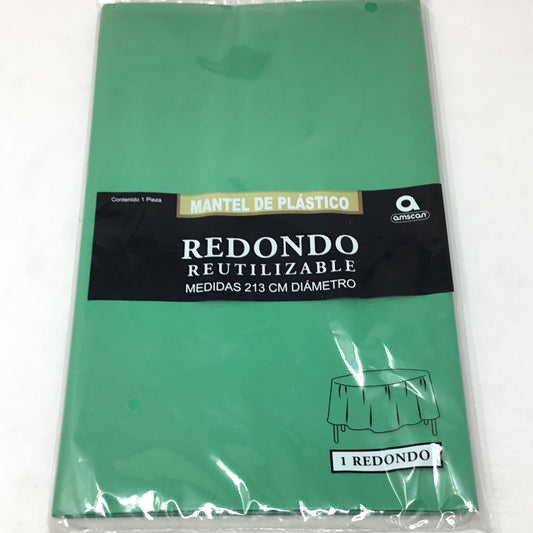 Contenido 1 Pieza
MANTEL DE PLÁSTICO
amscan
REDONDO
REUTILIZABLE
MEDIDAS 213 CM DIÁMETRO
1 REDONDO